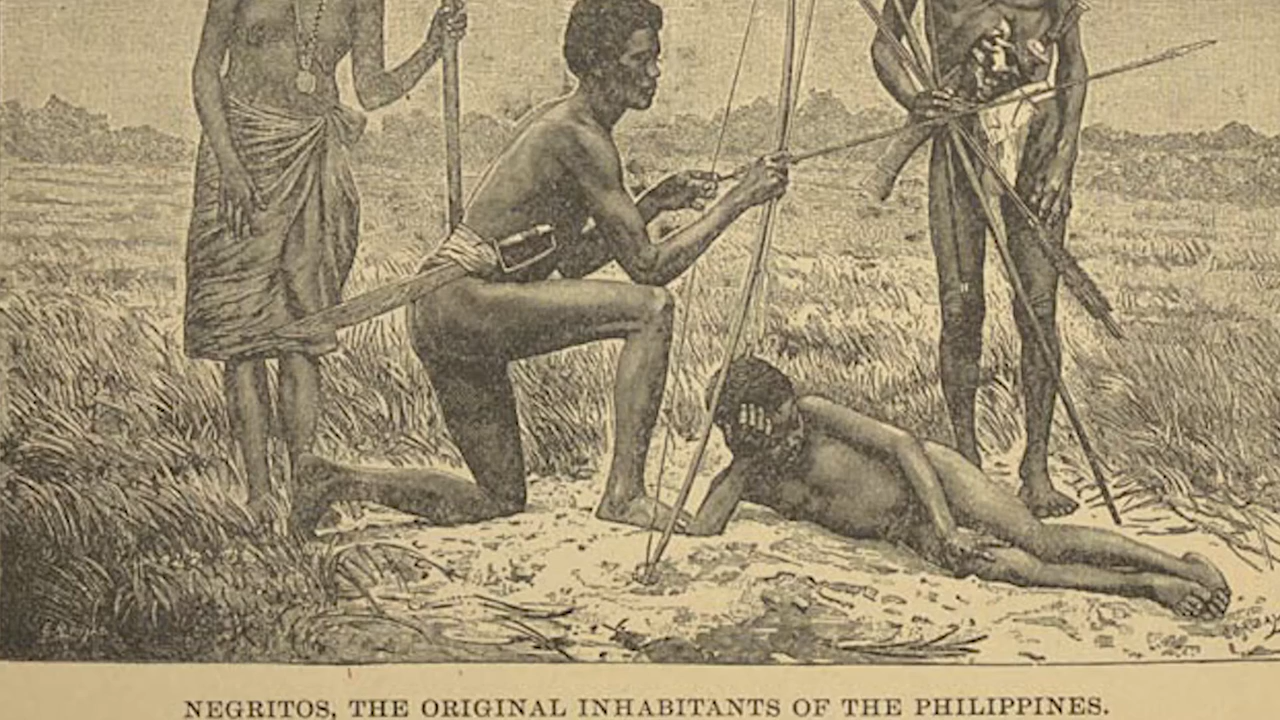 NEGRITOS, THE ORIGINAL INHABITANTS OF THE PHILIPPINES.